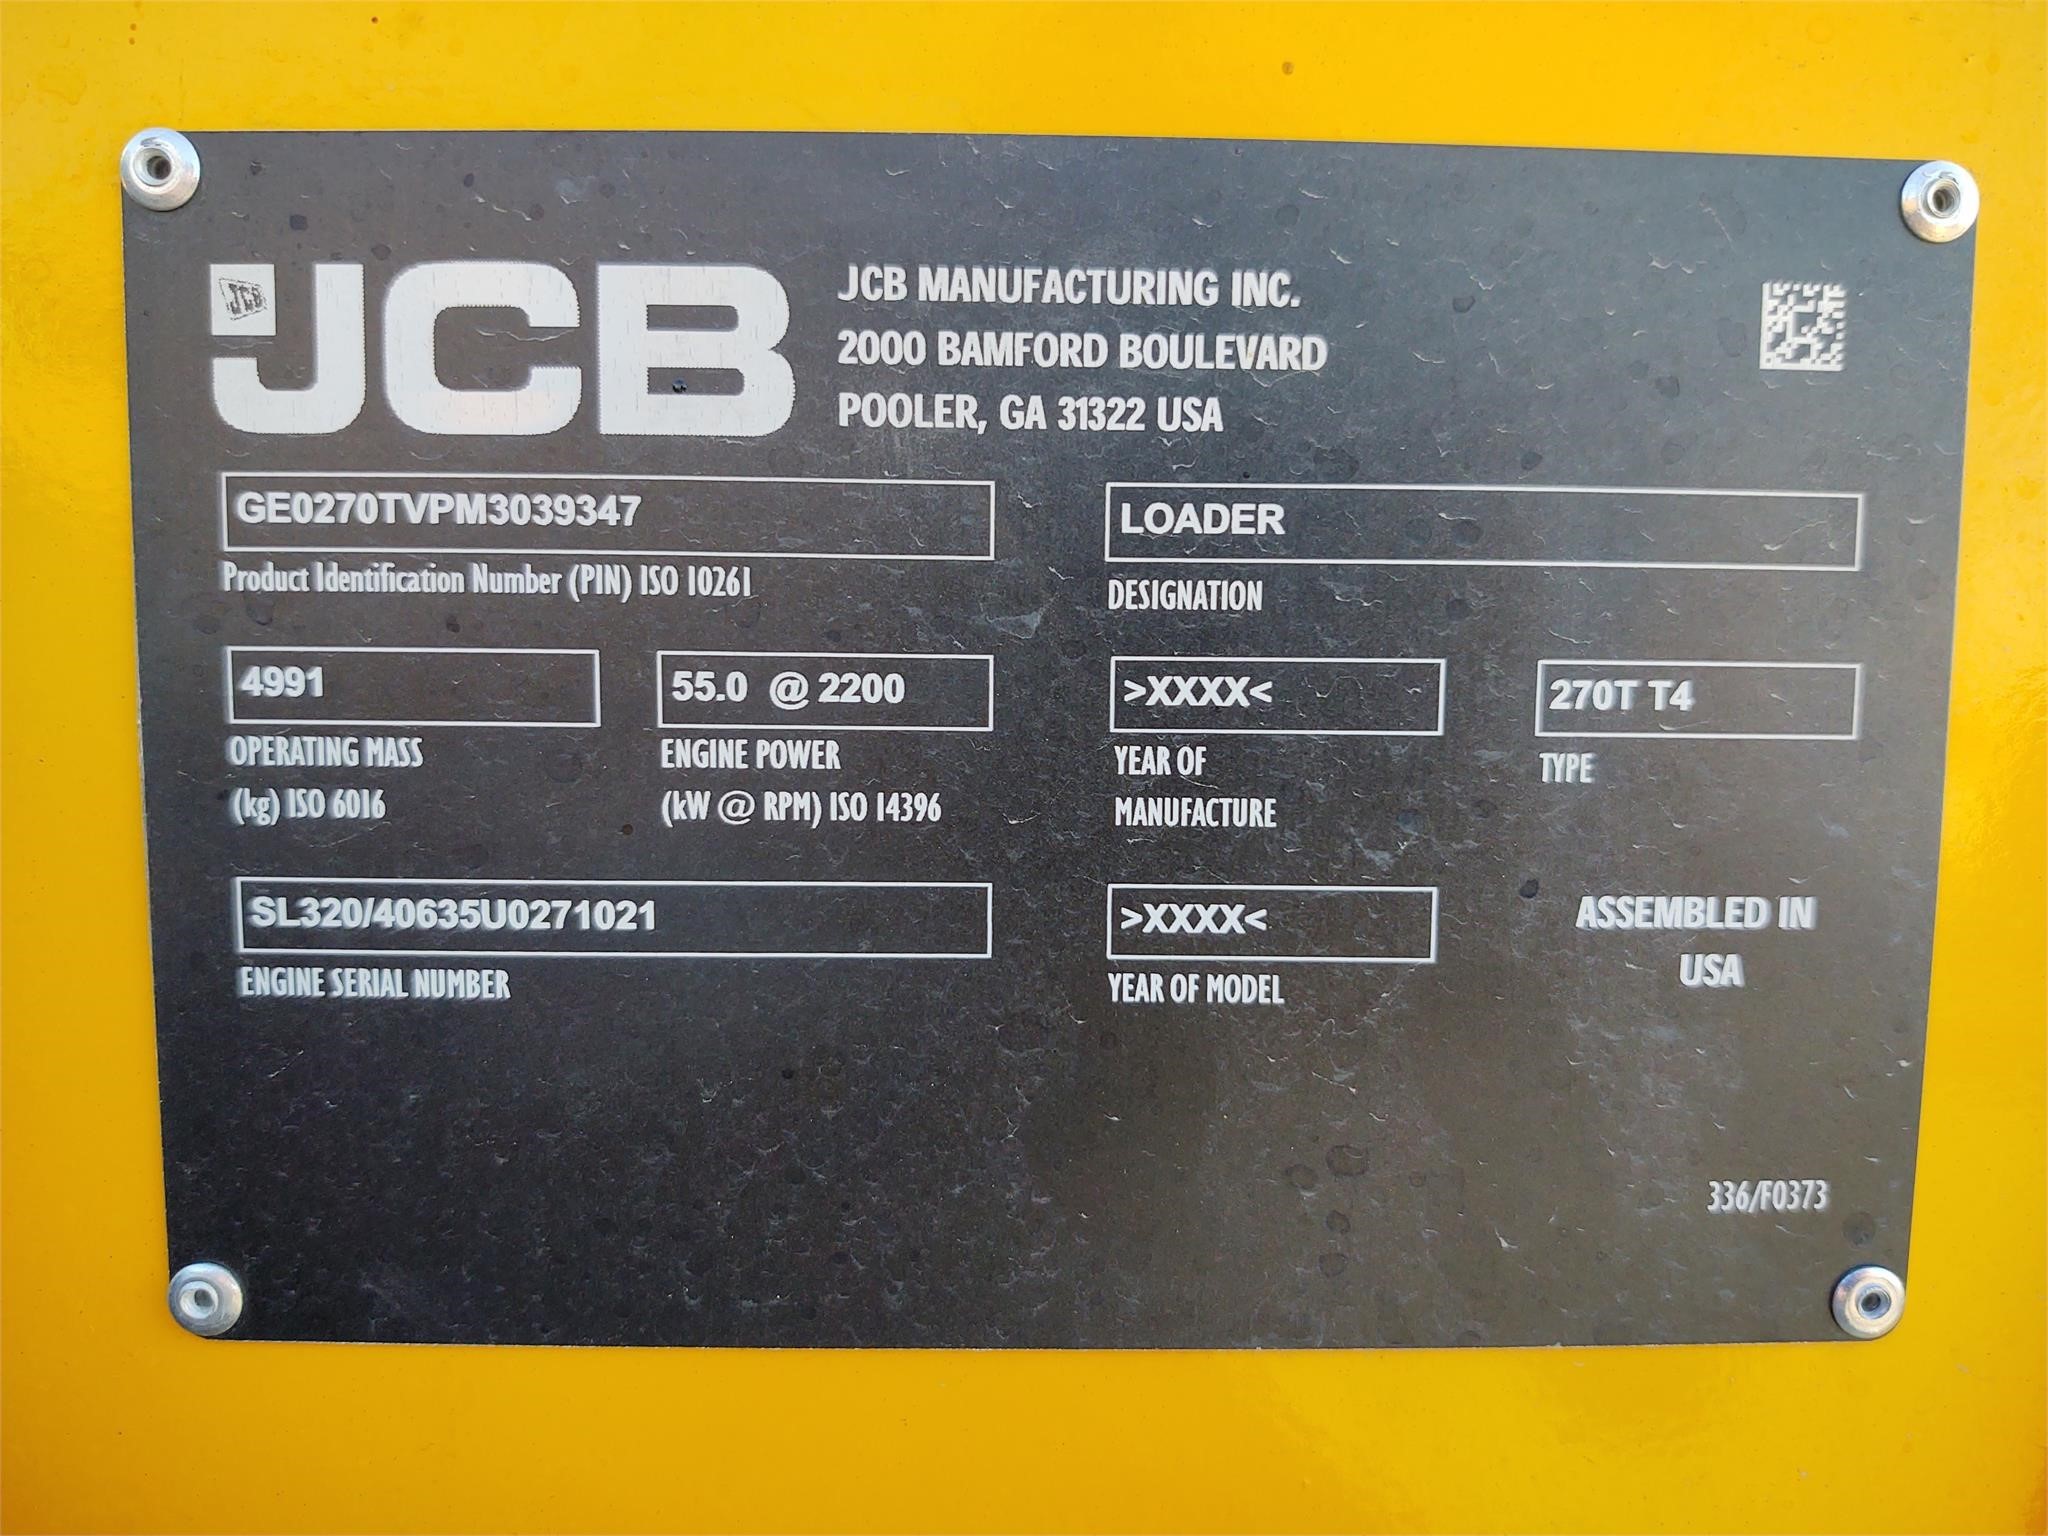 JCB
JCB
JCB MANUFACTURING INC.
2000 BAMFORD BOULEVARD
POOLER, GA 31322 USA
GE0270TVPM3039347
Product Identification Number (PIN) ISO 10261
LOADER
DESIGNATION
4991
OPERATING MASS
(kg) ISO 6016
55.0 @ 2200
ENGINE POWER
(kW @ RPM) ISO 14396
>XXXX<
YEAR OF
MANUFACTURE
270T T4
TYPE
SL320/40635U0271021
ENGINE SERIAL NUMBER
>XXXX<
YEAR OF MODEL
ASSEMBLED IN
USA
336/F0373